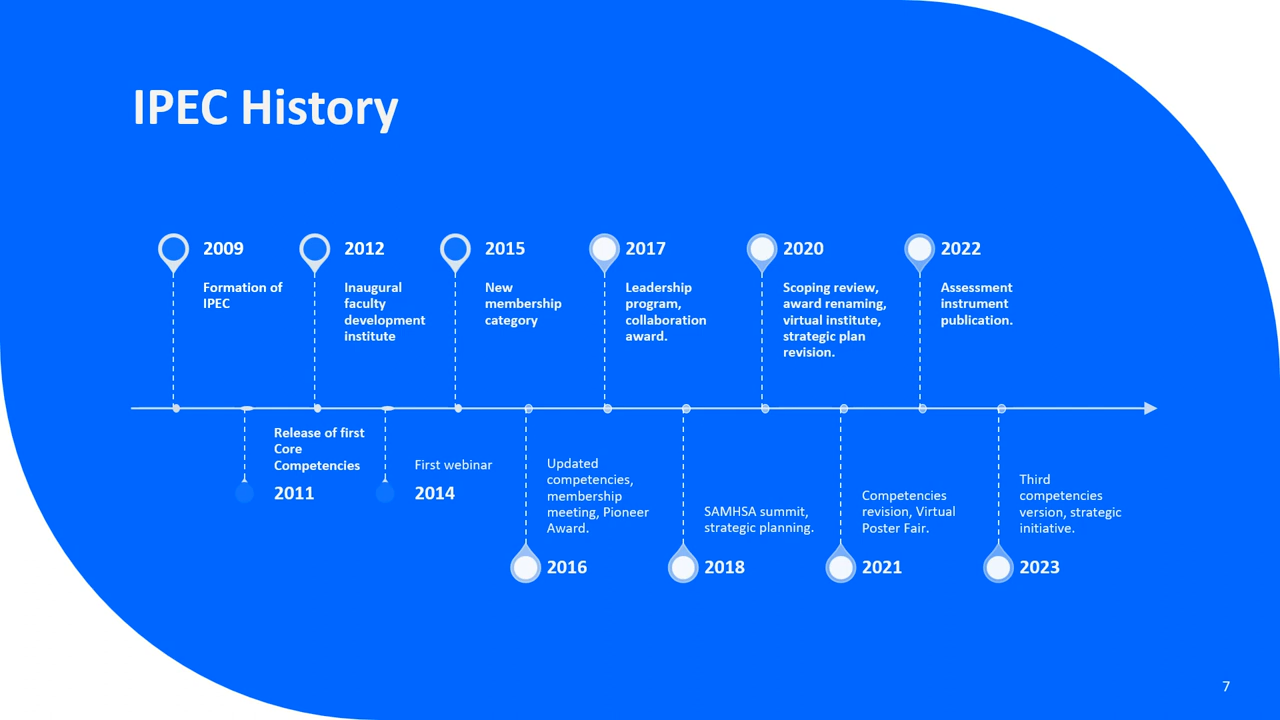 IPEC History
2009
Formation of
IPEC
2012
Inaugural
faculty
development
institute
2015
New
membership
category
2017
Leadership
program,
collaboration
award.
2020
Scoping review,
award renaming,
virtual institute,
strategic plan
revision.
2022
Assessment
instrument
publication.
Release of first
Core
Competencies
2011
First webinar
2014
Updated
competencies,
membership
meeting, Pioneer
Award.
2016
SAMHSA summit,
strategic planning.
2018
Competencies
revision, Virtual
Poster Fair.
2021
Third
competencies
version, strategic
initiative.
2023
7